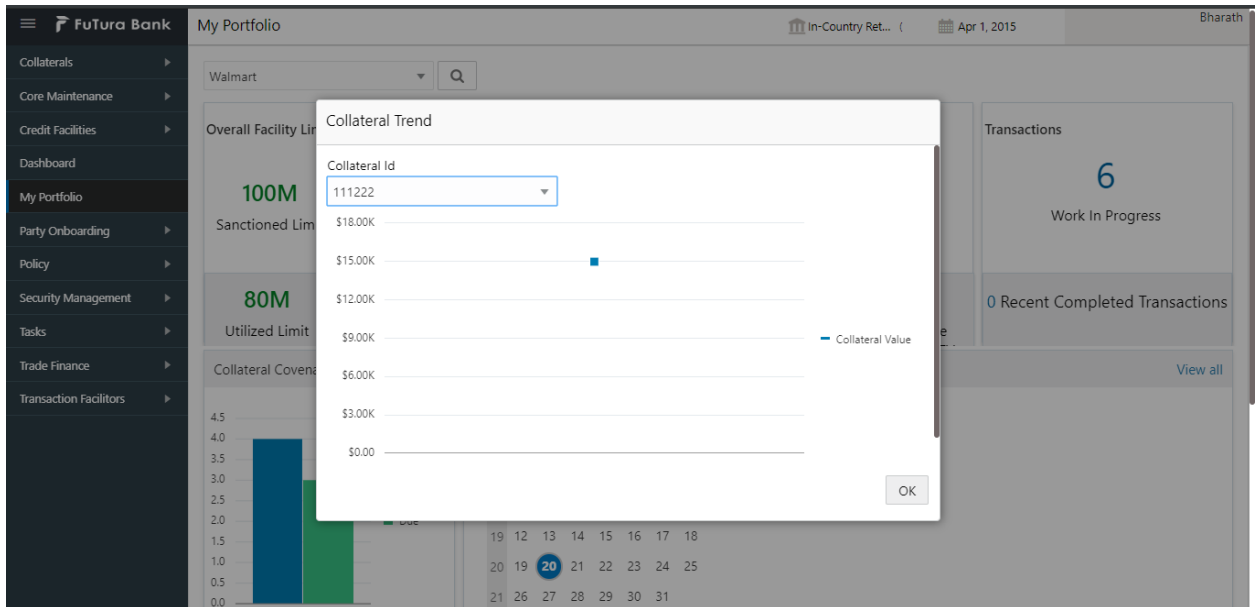 FuTura Bank
My Portfolio
In-Country Ret... (
Apr 1, 2015
Bharath
Collaterals
Core Maintenance
Credit Facilities
Dashboard
My Portfolio
Party Onboarding
Policy
Security Management
Tasks
Trade Finance
Transaction Facilitors
Walmart
Overall Facility Lim
100M
Sanctioned Lim
80M
Utilized Limit
Collateral Trend
Collateral Id
111222
$18.00K
$15.00K
$12.00K
$9.00K
$6.00K
$3.00K
$0.00
Collateral Value
OK
Transactions
6
Work In Progress
0 Recent Completed Transactions
e
Collateral Covena
View all
4.5
4.0
3.5
3.0
2.5
2.0
1.5
1.0
0.5
0.0
Due
19 12 13 14 15 16 17 18
20 19 20 21 22 23 24 25
21 26 27 28 29 30 31